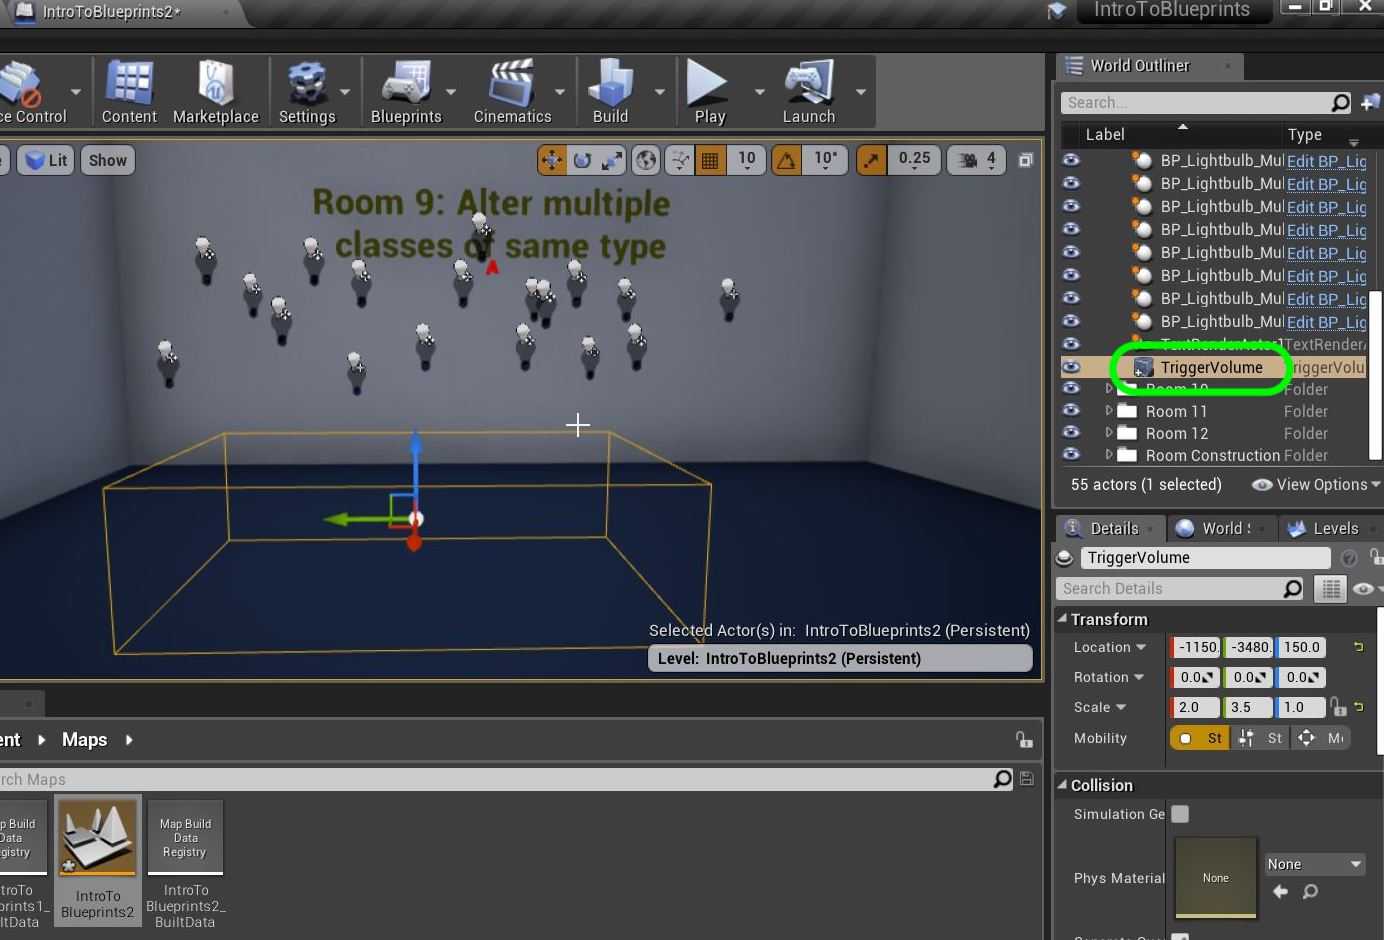 IntroToBlueprints2*
IntroToBlueprints
ce Control
Content
Marketplace
Settings
Blueprints
Cinematics
Build
Play
Launch
Lit
Show
10
10°
0.25
4
Room 9: Alter multiple
classes of same type
A
Selected Actor(s) in: IntroToBlueprints2 (Persistent)
Level: IntroToBlueprints2 (Persistent)
World Outliner
Search...
Label
Type
BP_Lightbulb_Mul Edit BP_Lig
BP_Lightbulb_Mul Edit BP_Lig
BP_Lightbulb_Mul Edit BP_Lig
BP_Lightbulb_Mul Edit BP_Lig
BP_Lightbulb_Mul Edit BP_Lig
BP_Lightbulb_Mul Edit BP_Lig
BP_Lightbulb_Mul Edit BP_Lig
BP_Lightbulb_Mul Edit BP_Lig
TextRenderActor1 TextRenderA
TriggerVolume TriggerVolu
Room 10 Folder
Room 11 Folder
Room 12 Folder
Room Construction Folder
55 actors (1 selected)
View Options
Details
World S
Levels
TriggerVolume
Search Details
Transform
Location -1150. -3480. 150.0
Rotation 0.0 0.0 0.0
Scale 2.0 3.5 1.0
Mobility St St M
Collision
Simulation Ge
Phys Material None None
ent Maps
rch Maps
p Build
Data
gistry
Map Build
Data
Registry
troTo
prints1_
ltData
IntroTo
Blueprints2
IntroTo
Blueprints2_
BuiltData